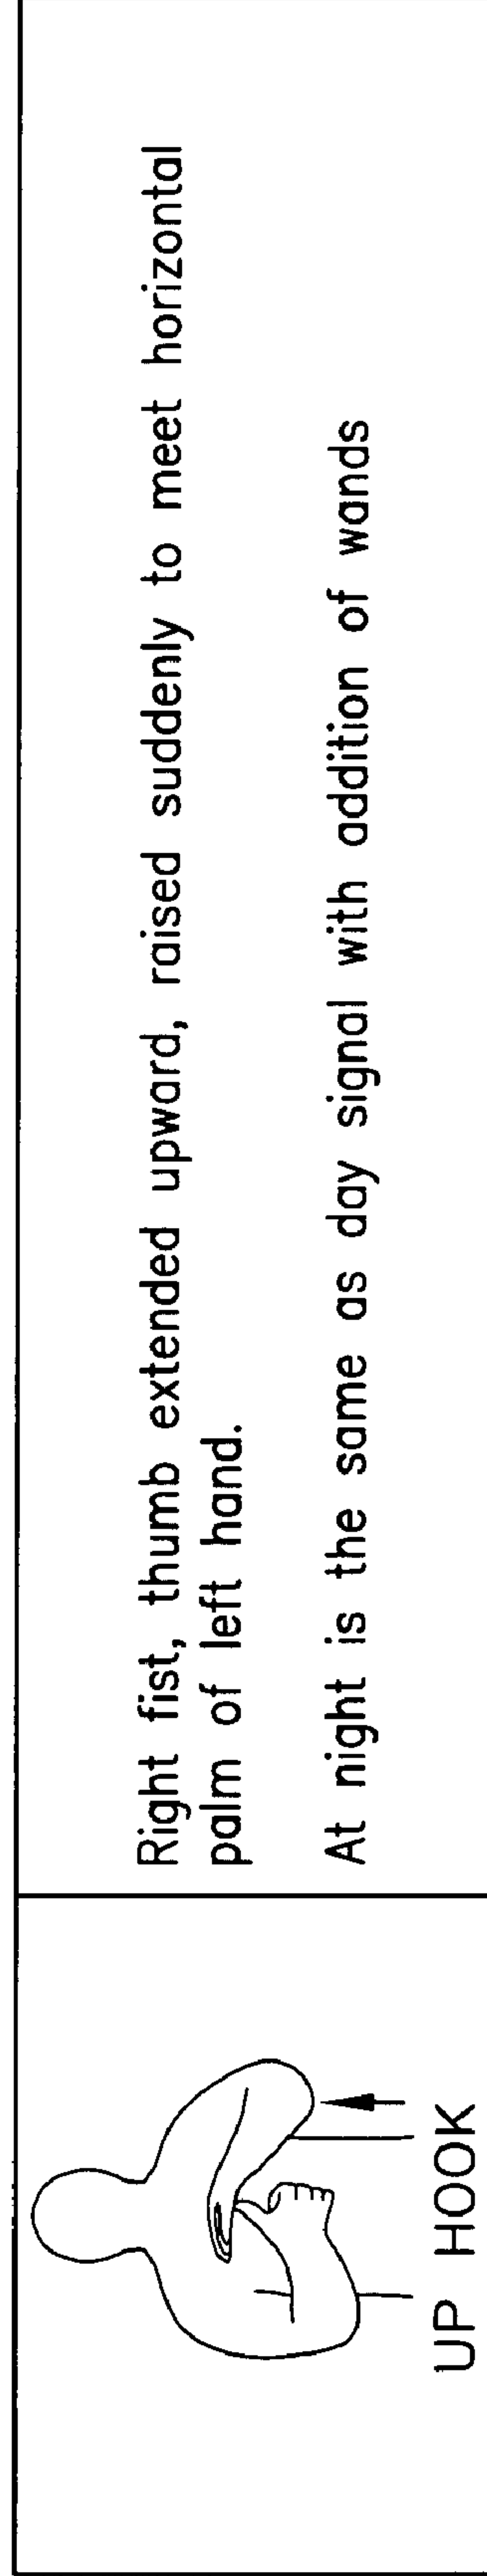 Right fist, thumb extended upward, raised suddenly to meet horizontal
palm of left hand.
At night is the same as day signal with addition of wands
UP HOOK